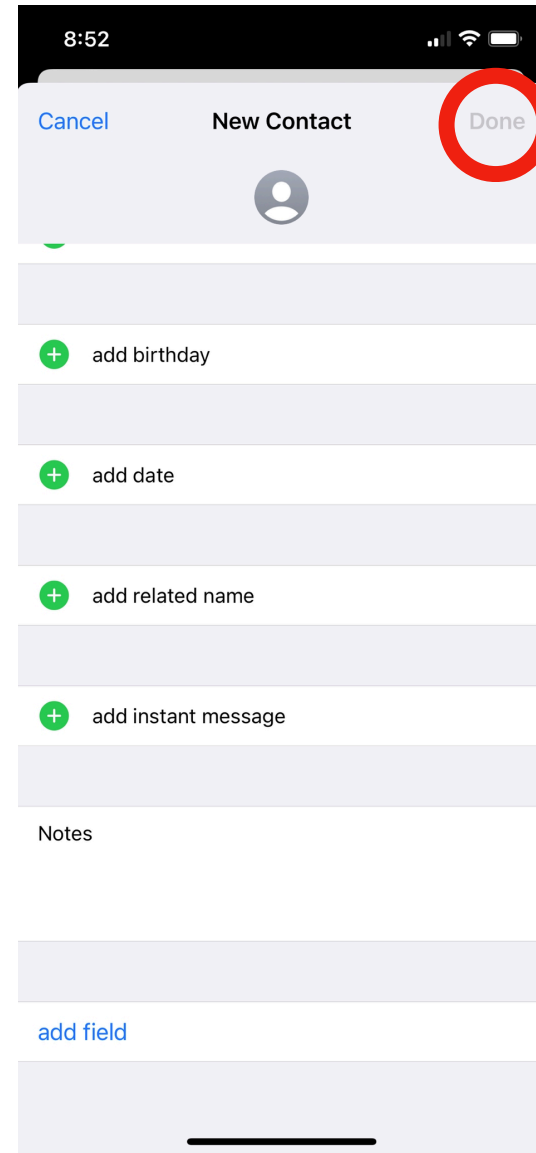 8:52
Cancel New Contact Done
add birthday
add date
add related name
add instant message
Notes
add field